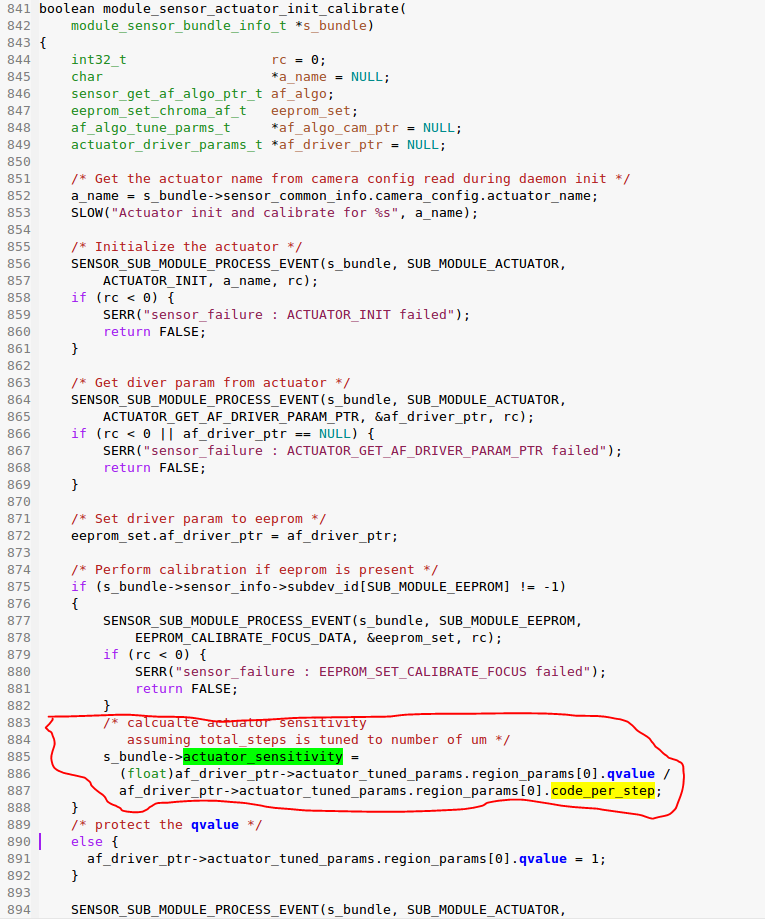 841 boolean module_sensor_actuator_init_calibrate(
842     module_sensor_bundle_info_t *s_bundle)
843 {
844     int32_t                  rc = 0;
845     char                     *a_name = NULL;
846     sensor_get_af_algo_ptr_t af_algo;
847     eeprom_set_chroma_af_t   eeprom_set;
848     af_algo_tune_parms_t     *af_algo_cam_ptr = NULL;
849     actuator_driver_params_t *af_driver_ptr = NULL;
850
851     /* Get the actuator name from camera config read during daemon init */
852     a_name = s_bundle->sensor_common_info.camera_config.actuator_name;
853     SLOW("Actuator init and calibrate for %s", a_name);
854
855     /* Initialize the actuator */
856     SENSOR_SUB_MODULE_PROCESS_EVENT(s_bundle, SUB_MODULE_ACTUATOR,
857         ACTUATOR_INIT, a_name, rc);
858     if (rc < 0) {
859         SERR("sensor_failure : ACTUATOR_INIT failed");
860         return FALSE;
861     }
862
863     /* Get diver param from actuator */
864     SENSOR_SUB_MODULE_PROCESS_EVENT(s_bundle, SUB_MODULE_ACTUATOR,
865         ACTUATOR_GET_AF_DRIVER_PARAM_PTR, &af_driver_ptr, rc);
866     if (rc < 0 || af_driver_ptr == NULL) {
867         SERR("sensor_failure : ACTUATOR_GET_AF_DRIVER_PARAM_PTR failed");
868         return FALSE;
869     }
870
871     /* Set driver param to eeprom */
872     eeprom_set.af_driver_ptr = af_driver_ptr;
873
874     /* Perform calibration if eeprom is present */
875     if (s_bundle->sensor_info->subdev_id[SUB_MODULE_EEPROM] != -1)
876     {
877         SENSOR_SUB_MODULE_PROCESS_EVENT(s_bundle, SUB_MODULE_EEPROM,
878             EEPROM_CALIBRATE_FOCUS_DATA, &eeprom_set, rc);
879         if (rc < 0) {
880             SERR("sensor_failure : EEPROM_SET_CALIBRATE_FOCUS failed");
881             return FALSE;
882         }
883         /* calcualte actuator sensitivity
884            assuming total_steps is tuned to number of um */
885         s_bundle->actuator_sensitivity =
886           (float)af_driver_ptr->actuator_tuned_params.region_params[0].qvalue /
887           af_driver_ptr->actuator_tuned_params.region_params[0].code_per_step;
888     }
889     /* protect the qvalue */
890     else {
891       af_driver_ptr->actuator_tuned_params.region_params[0].qvalue = 1;
892     }
893
894     SENSOR_SUB_MODULE_PROCESS_EVENT(s_bundle, SUB_MODULE_ACTUATOR,